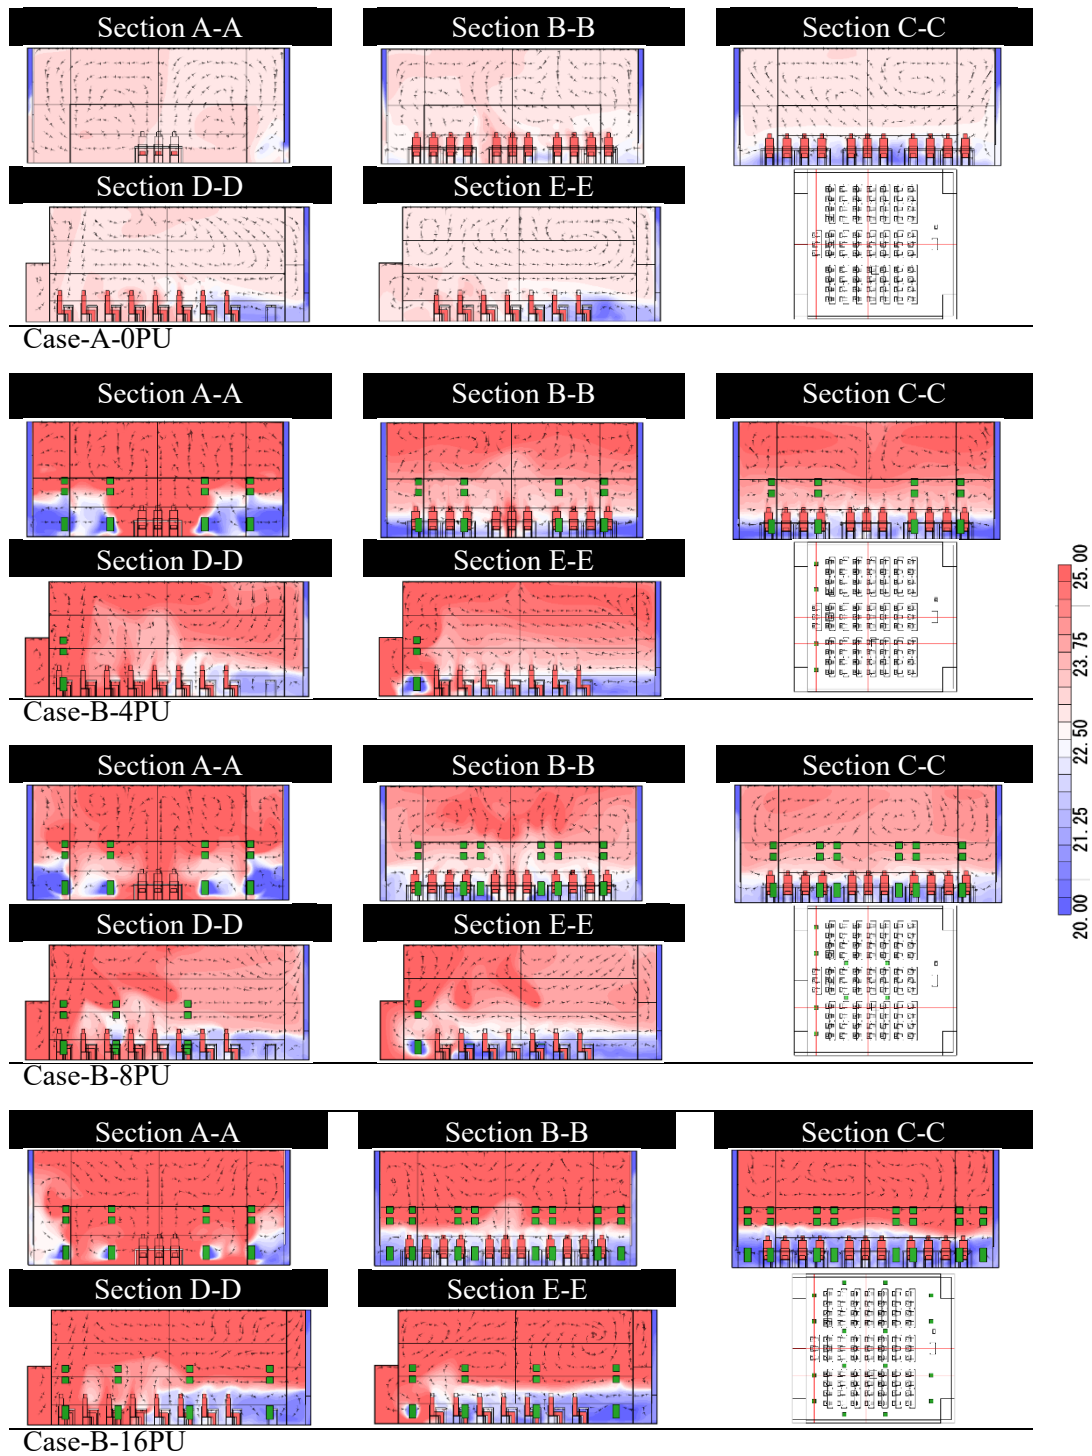 Section A-A
Section B-B
Section C-C
Section D-D
Section E-E
Case-A-0PU
Section A-A
Section B-B
Section C-C
Section D-D
Section E-E
Case-B-4PU
Section A-A
Section B-B
Section C-C
Section D-D
Section E-E
Case-B-8PU
Section A-A
Section B-B
Section C-C
Section D-D
Section E-E
Case-B-16PU
25.00
23.75
22.50
21.25
20.00